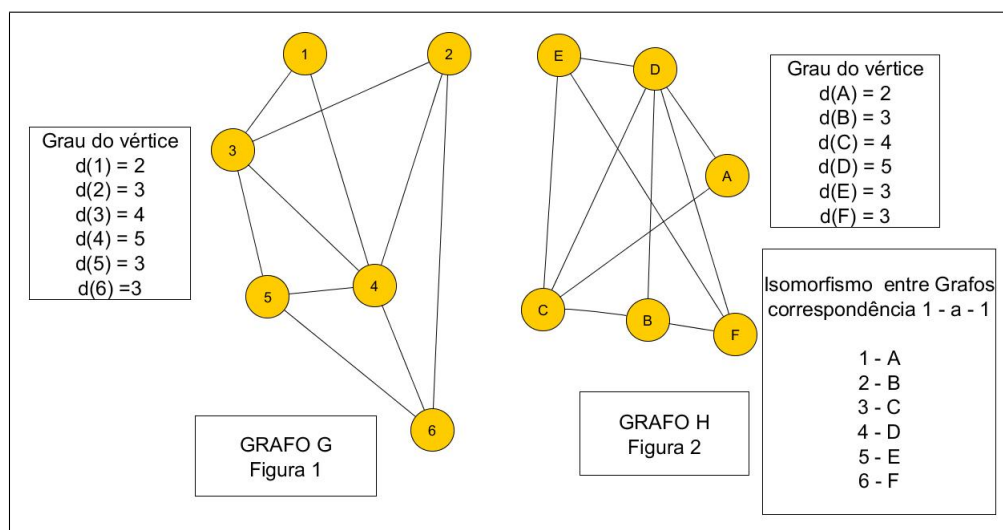 Grau do vértice
d(1) = 2
d(2) = 3
d(3) = 4
d(4) = 5
d(5) = 3
d(6) =3
1
2
3
4
5
6
GRAFO G
Figura 1
E
D
A
C
B
F
GRAFO H
Figura 2
Grau do vértice
d(A) = 2
d(B) = 3
d(C) = 4
d(D) = 5
d(E) = 3
d(F) = 3
Isomorfismo entre Grafos
correspondência 1 - a - 1
1 - A
2 - B
3 - C
4 - D
5 - E
6 - F